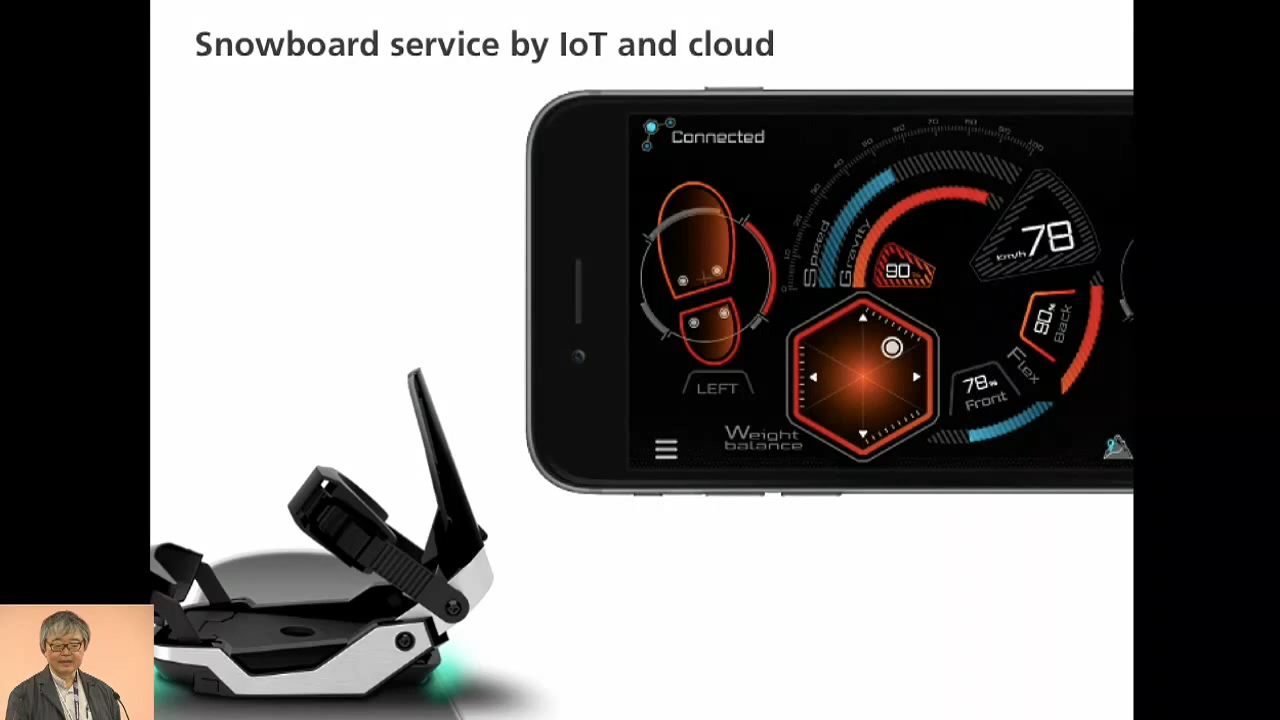 Snowboard service by IoT and cloud
Connected
Speed
Gravity
90 %
78
Km/h
90%
Back
Flex
78%
Front
LEFT
Weight
balance